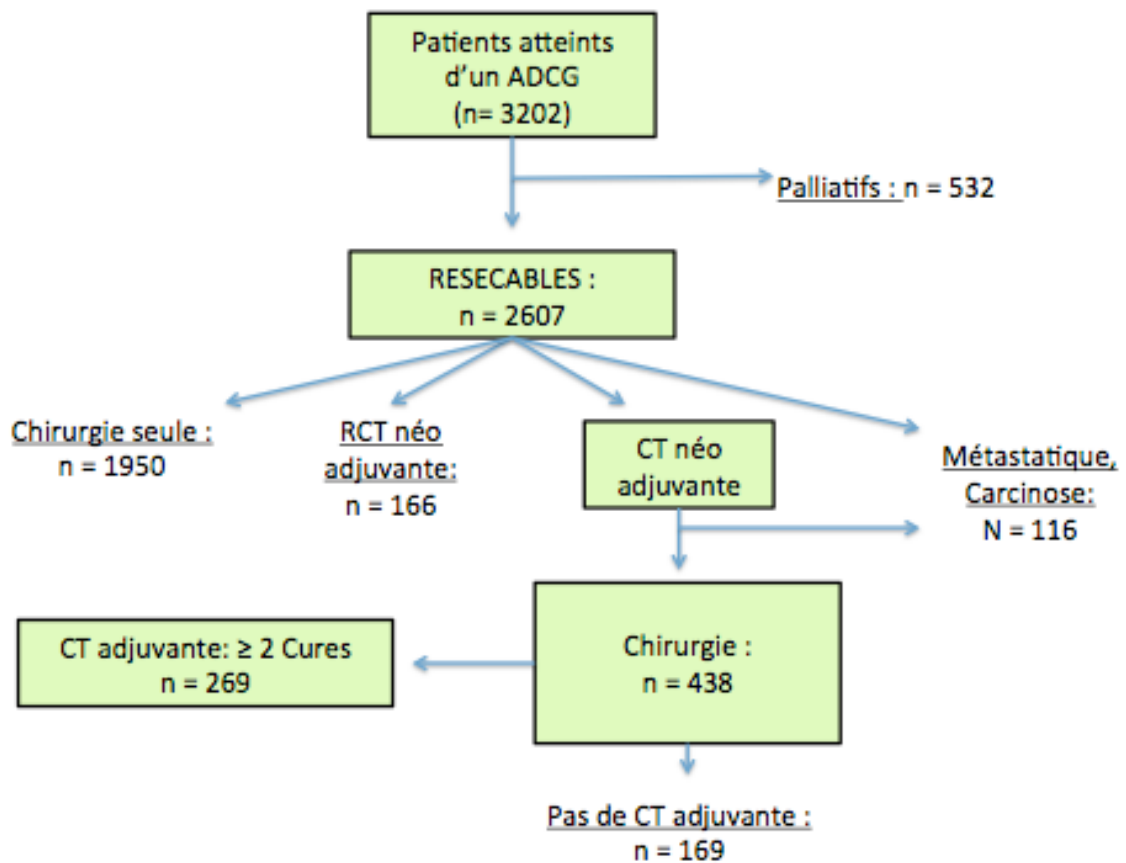 Patients atteints
d'un ADCG
(n= 3202)
Palliatifs : n = 532
RESECABLES :
n = 2607
Chirurgie seule :
n = 1950
RCT néo
adjuvante:
n = 166
CT néo
adjuvante
Métastatique,
Carcinose:
N = 116
CT adjuvante: ≥ 2 Cures
n = 269
Chirurgie :
n = 438
Pas de CT adjuvante :
n = 169